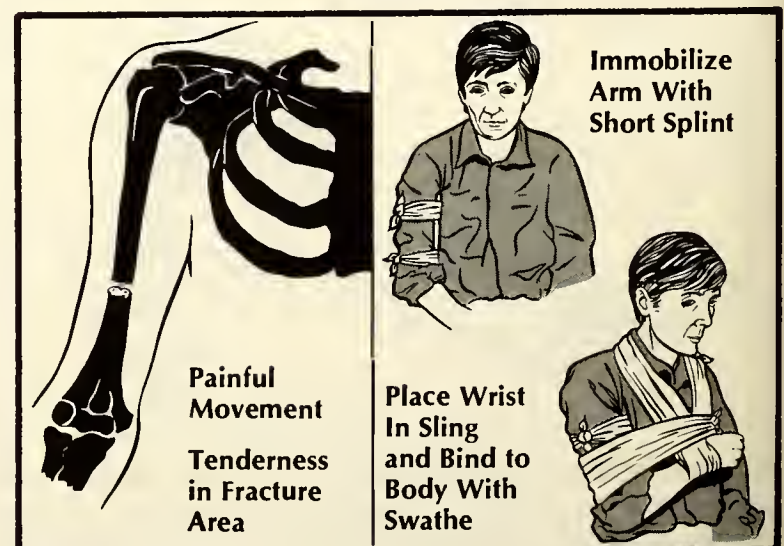 Painful
Movement
Tenderness
in Fracture
Area
Immobilize
Arm With
Short Splint
Place Wrist
In Sling
and Bind to
Body With
Swathe